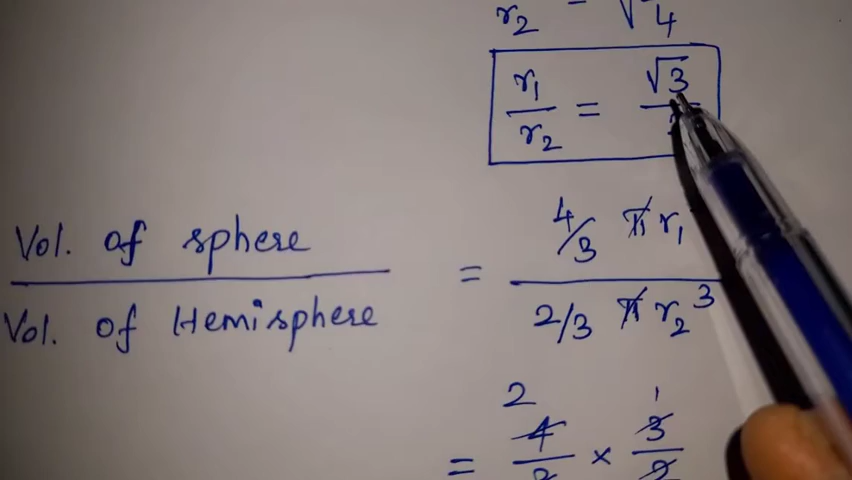 r₂ = √4
r₁/r₂ = √3/
Vol. of sphere / Vol. of Hemisphere = 4/3 π r₁ / 2/3 π r₂³
2 1
= 4/ × 3/